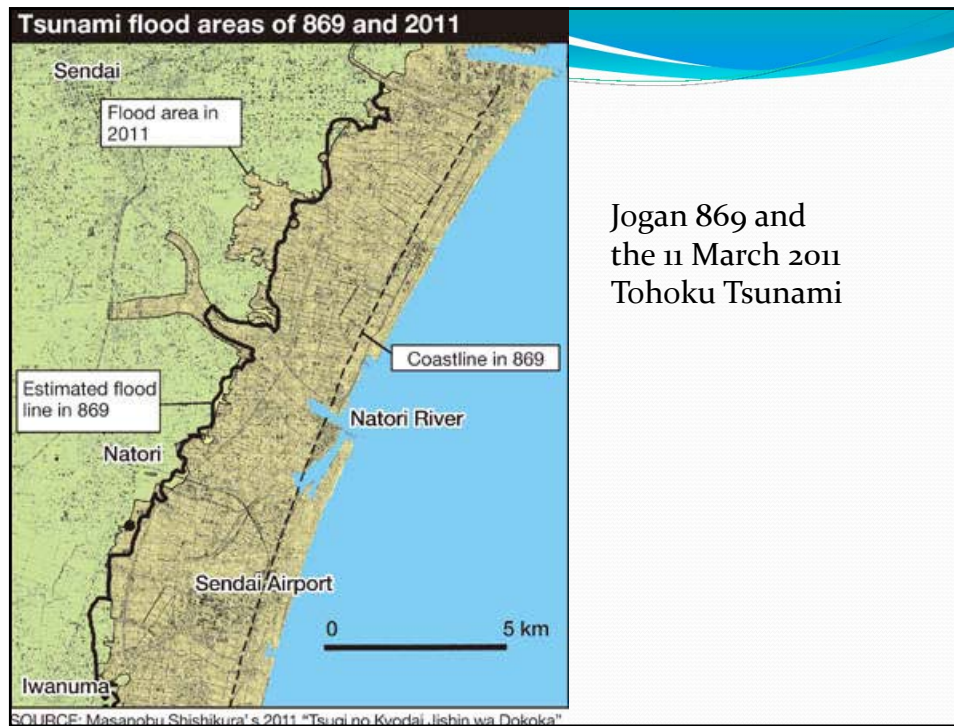 Tsunami flood areas of 869 and 2011
Sendai
Flood area in
2011
Jogan 869 and
the 11 March 2011
Tohoku Tsunami
Coastline in 869
Estimated flood
line in 869
Natori River
Natori
Sendai Airport
0 5 km
Iwanuma
SOURCE: Masanobu Shishikura's 2011 "Tsugi no Kyodai Jishin wa Dokoka"